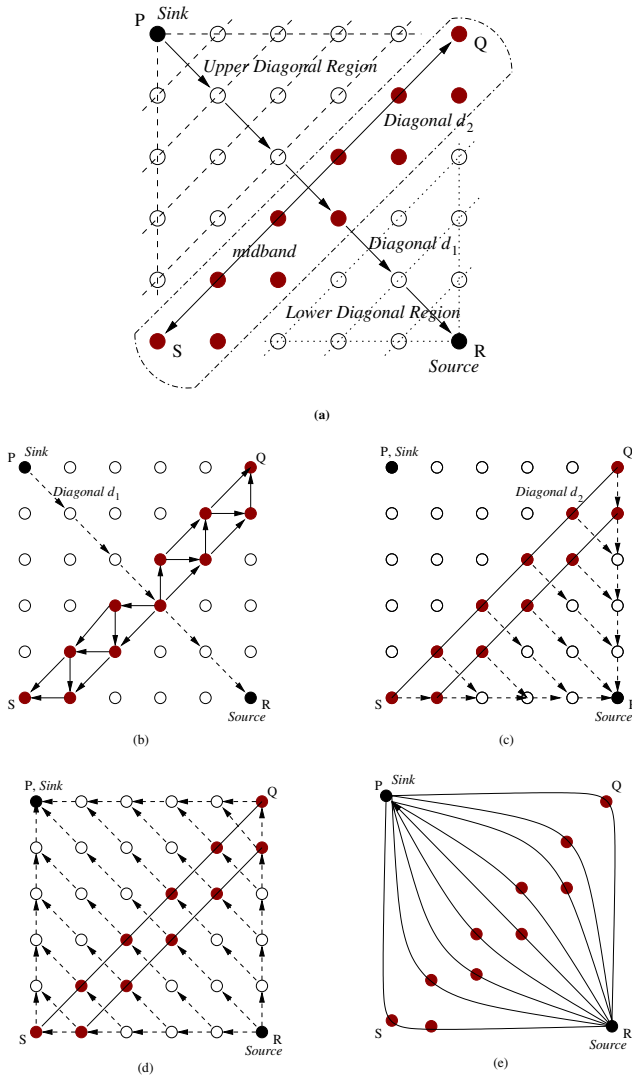 P Sink
Q
Upper Diagonal Region
Diagonal d2
Diagonal d1
midband
Lower Diagonal Region
S
R
Source
(a)
P Sink
Q
Diagonal d1
S
R
Source
(b)
P, Sink
Q
Diagonal d2
S
R
Source
(c)
P, Sink
Q
S
R
Source
(d)
P Sink
Q
S
R
Source
(e)